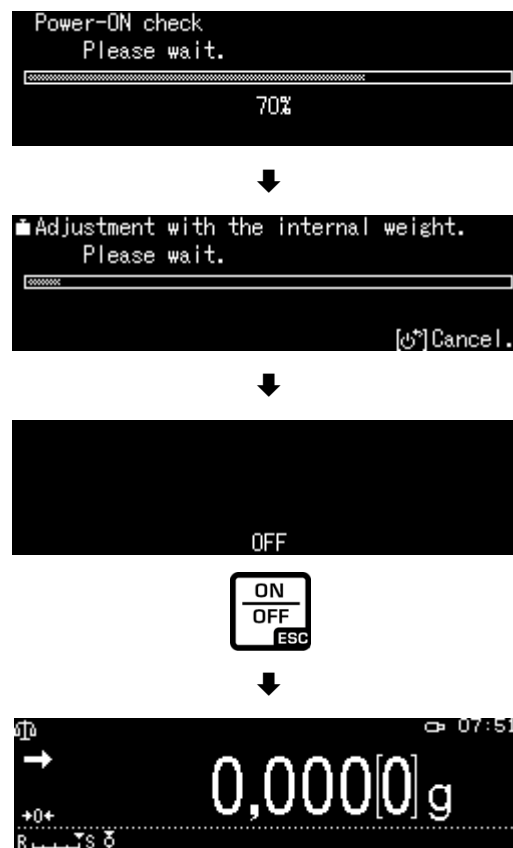 Power-ON check
Please wait.
70%
Adjustment with the internal weight.
Please wait.
[⏻]Cancel.
OFF
ON
OFF
ESC
07:51
0,000[0] g
→0←
R S